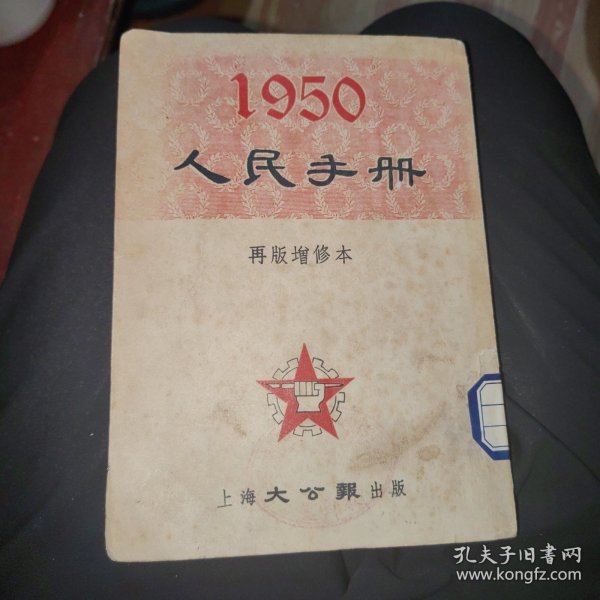 1950
人民手册
再版增修本
上海大公報出版
孔夫子旧书网
www.kongfz.com